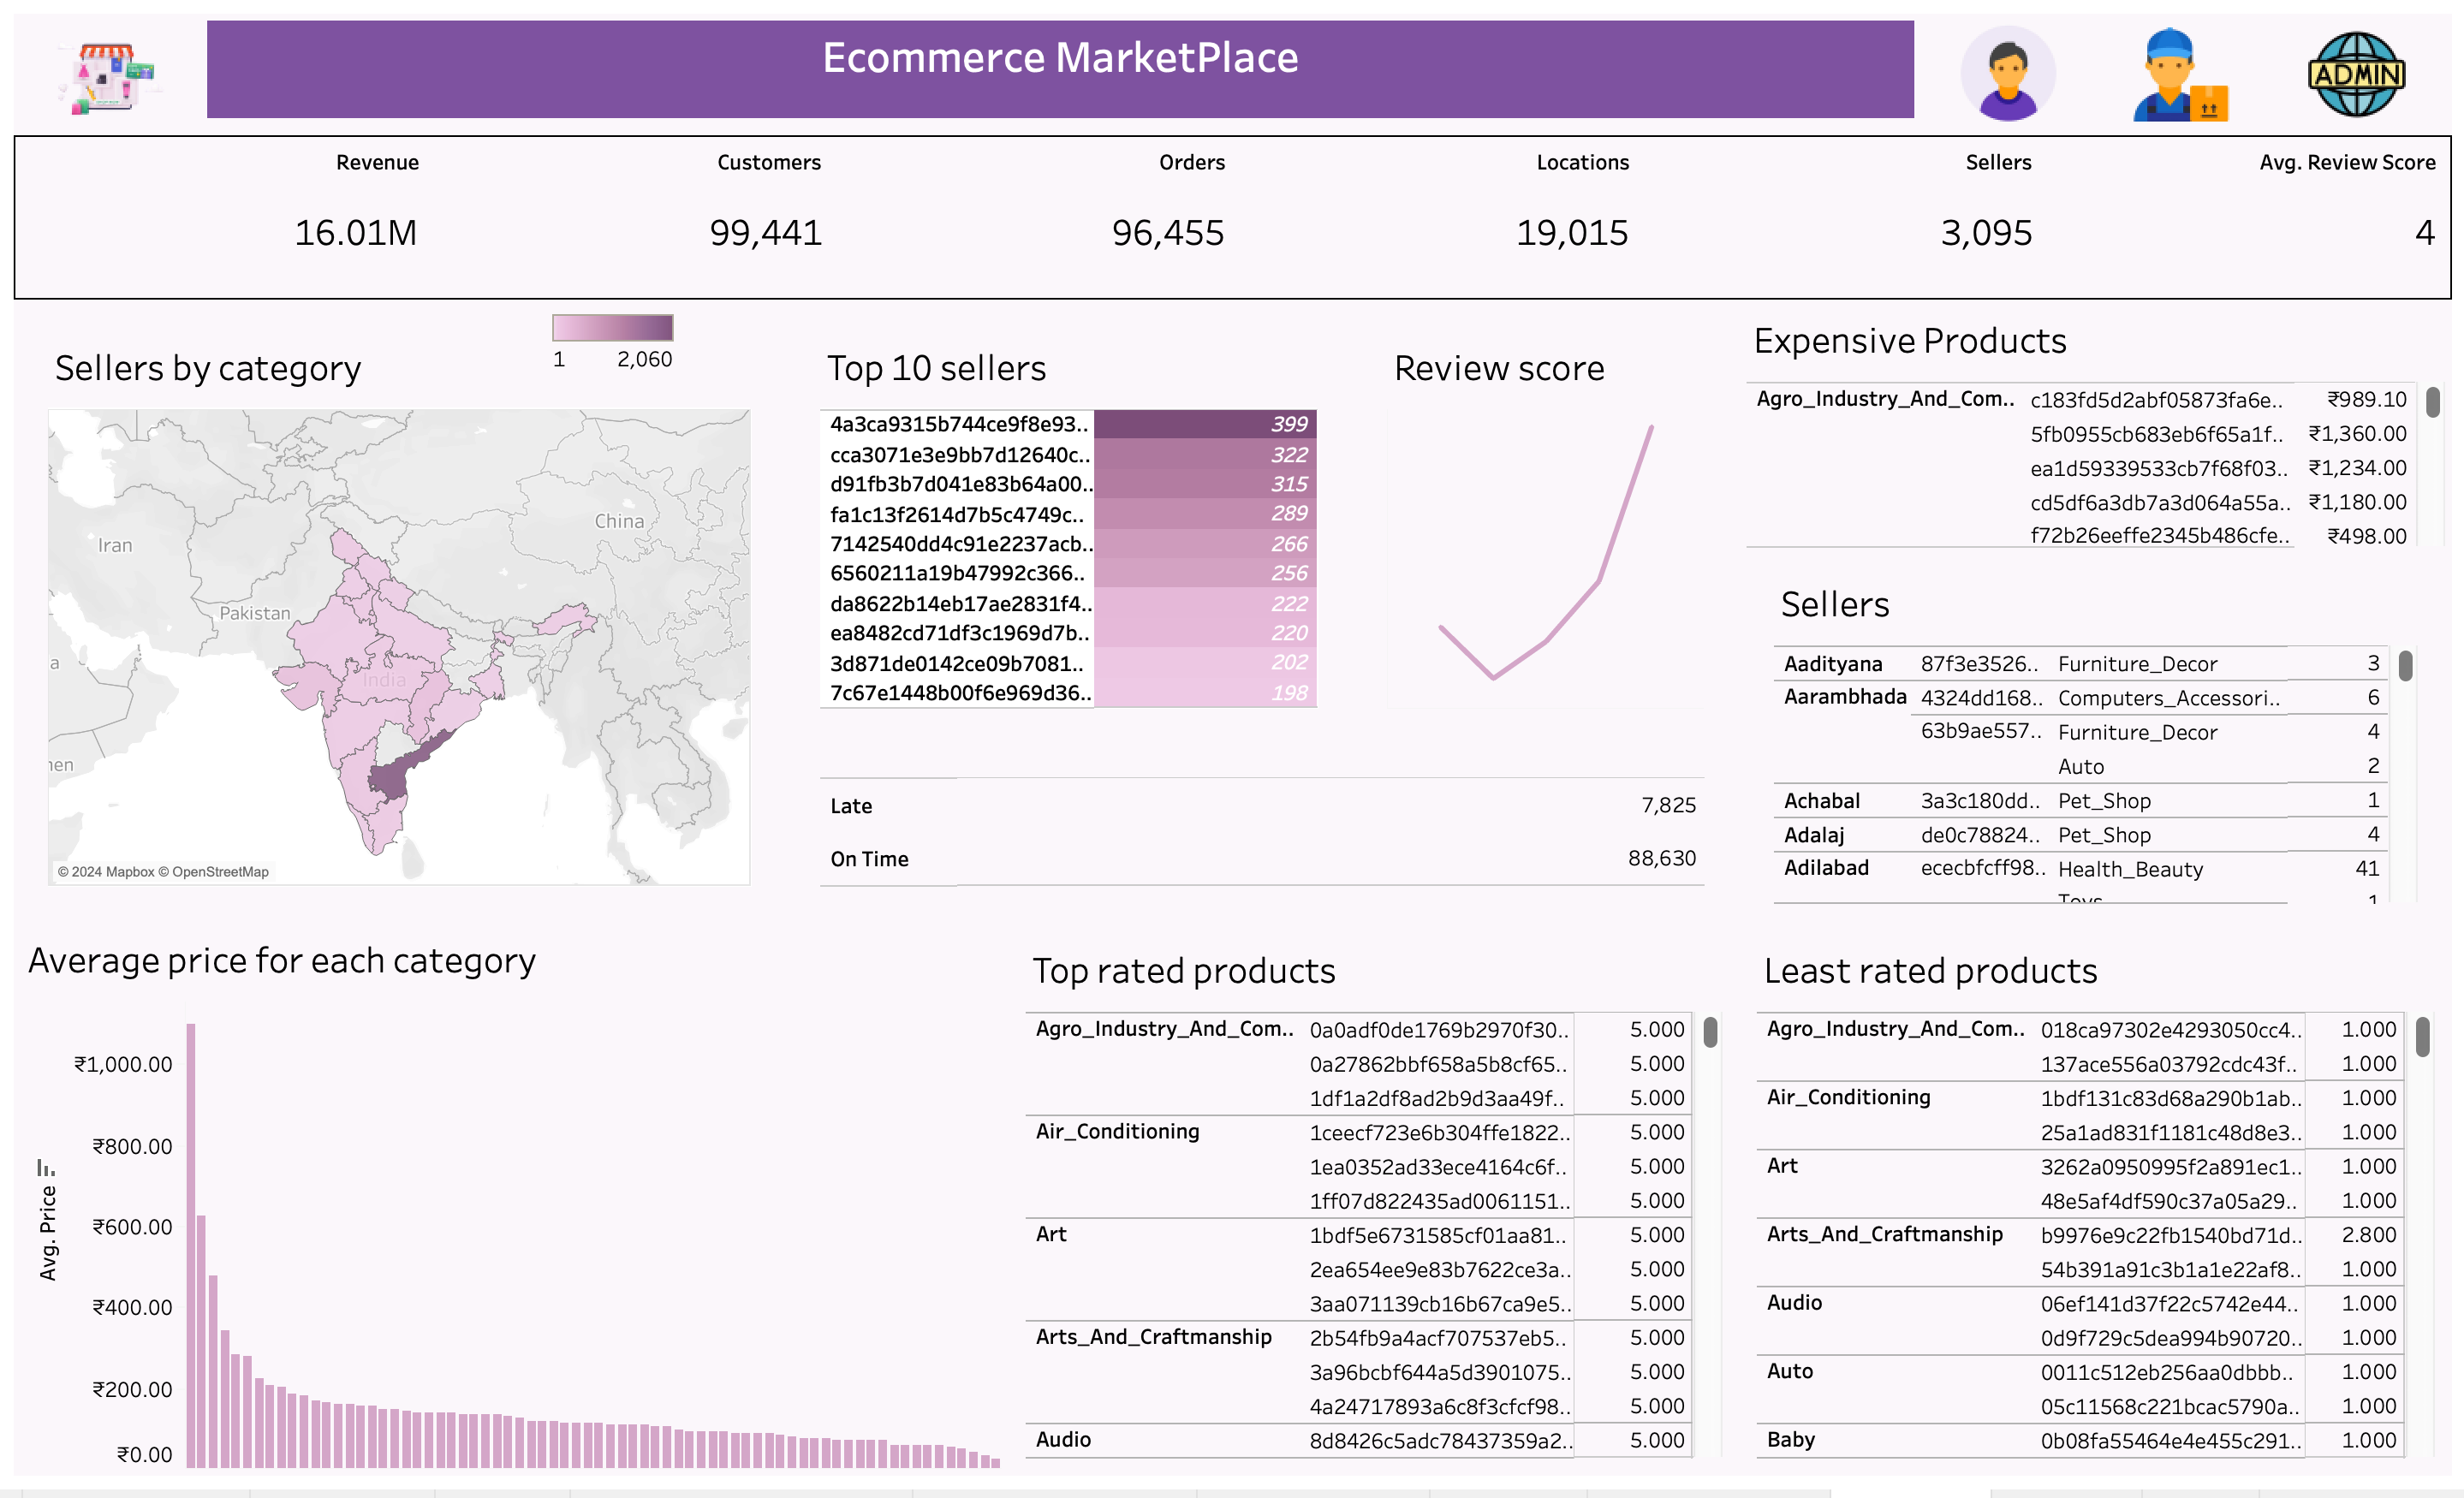 Ecommerce MarketPlace
ADMIN
Revenue Customers Orders Locations Sellers Avg. Review Score
16.01M 99,441 96,455 19,015 3,095 4
Sellers by category
1 2,060
Iran
China
Pakistan
India
© 2024 Mapbox © OpenStreetMap
Top 10 sellers
4a3ca9315b744ce9f8e93.. 399
cca3071e3e9bb7d12640c.. 322
d91fb3b7d041e83b64a00.. 315
fa1c13f2614d7b5c4749c.. 289
7142540dd4c91e2237acb.. 266
6560211a19b47992c366.. 256
da8622b14eb17ae2831f4.. 222
ea8482cd71df3c1969d7b.. 220
3d871de0142ce09b7081.. 202
7c67e1448b00f6e969d36.. 198
Review score
Late 7,825
On Time 88,630
Expensive Products
Agro_Industry_And_Com.. c183fd5d2abf05873fa6e.. ₹989.10
5fb0955cb683eb6f65a1f.. ₹1,360.00
ea1d59339533cb7f68f03.. ₹1,234.00
cd5df6a3db7a3d064a55a.. ₹1,180.00
f72b26eeffe2345b486cfe.. ₹498.00
Sellers
Aadityana 87f3e3526.. Furniture_Decor 3
Aarambhada 4324dd168.. Computers_Accessori.. 6
63b9ae557.. Furniture_Decor 4
Auto 2
Achabal 3a3c180dd.. Pet_Shop 1
Adalaj de0c78824.. Pet_Shop 4
Adilabad ececbfcff98.. Health_Beauty 41
Toys 1
Average price for each category
Avg. Price
₹1,000.00
₹800.00
₹600.00
₹400.00
₹200.00
₹0.00
Top rated products
Agro_Industry_And_Com.. 0a0adf0de1769b2970f30.. 5.000
0a27862bbf658a5b8cf65.. 5.000
1df1a2df8ad2b9d3aa49f.. 5.000
Air_Conditioning 1ceecf723e6b304ffe1822.. 5.000
1ea0352ad33ece4164c6f.. 5.000
1ff07d822435ad0061151.. 5.000
Art 1bdf5e6731585cf01aa81.. 5.000
2ea654ee9e83b7622ce3a.. 5.000
3aa071139cb16b67ca9e5.. 5.000
Arts_And_Craftmanship 2b54fb9a4acf707537eb5.. 5.000
3a96bcbf644a5d3901075.. 5.000
4a24717893a6c8f3cfcf98.. 5.000
Audio 8d8426c5adc78437359a2.. 5.000
Least rated products
Agro_Industry_And_Com.. 018ca97302e4293050cc4.. 1.000
137ace556a03792cdc43f.. 1.000
Air_Conditioning 1bdf131c83d68a290b1ab.. 1.000
25a1ad831f1181c48d8e3.. 1.000
Art 3262a0950995f2a891ec1.. 1.000
48e5af4df590c37a05a29.. 1.000
Arts_And_Craftmanship b9976e9c22fb1540bd71d.. 2.800
54b391a91c3b1a1e22af8.. 1.000
Audio 06ef141d37f22c5742e44.. 1.000
0d9f729c5dea994b90720.. 1.000
Auto 0011c512eb256aa0dbbb.. 1.000
05c11568c221bcac5790a.. 1.000
Baby 0b08fa55464e4e455c291.. 1.000